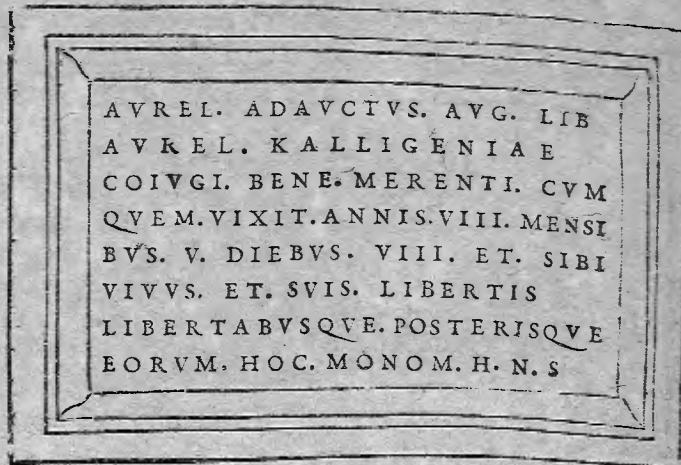 AVREL. ADAVCTVS. AVG. LIB
AVREL. KALLIGENIAE
COIVGI. BENE. MERENTI. CVM
QVEM. VIXIT. ANNIS. VIII. MENSI
BVS. V. DIEBVS. VIII. ET. SIBI
VIVVS. ET. SVIS. LIBERTIS
LIBERTABVSQVE. POSTERISQVE
EORVM, HOC. MONOM. H. N. S